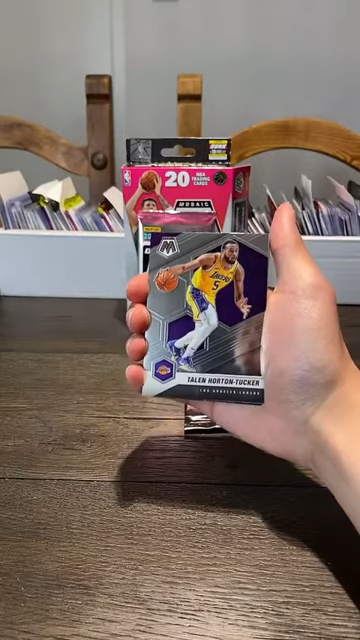 20 NBA
TRADING
CARDS
MOSAIC
LAKERS
5
TALEN HORTON-TUCKER
LOS ANGELES LAKERS